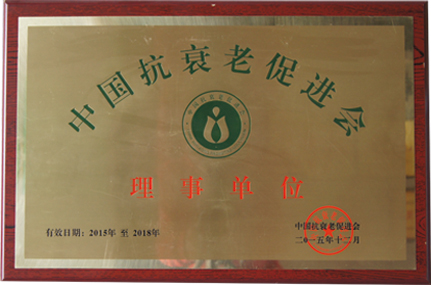 中国抗衰老促进会
理事单位
有效日期：2015年 至 2018年
中国抗衰老促进会
二〇一五年十二月